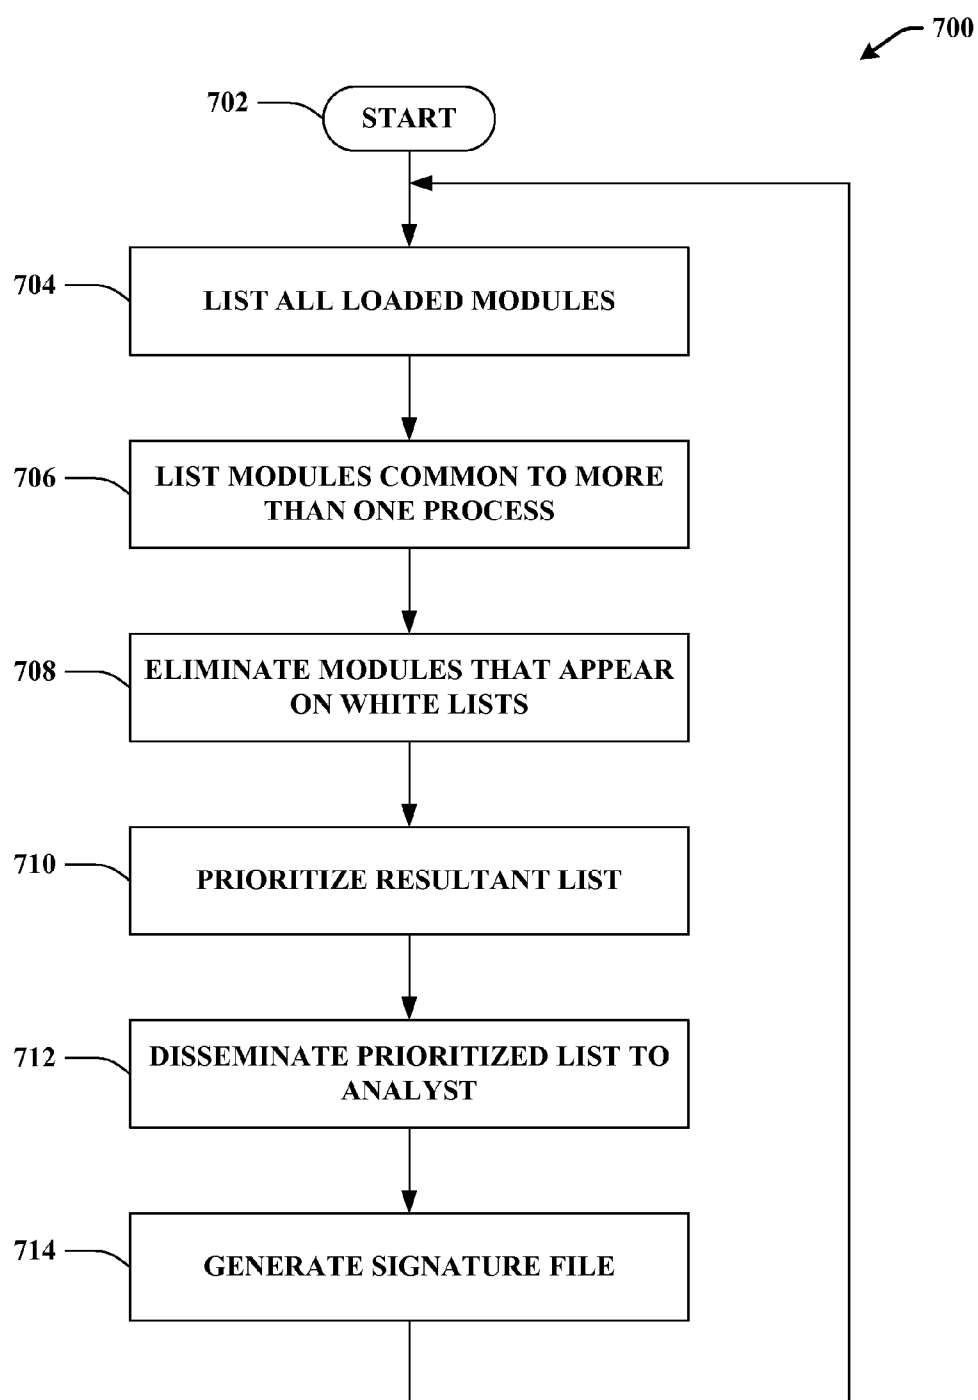 700
702
START
704
LIST ALL LOADED MODULES
706
LIST MODULES COMMON TO MORE
THAN ONE PROCESS
708
ELIMINATE MODULES THAT APPEAR
ON WHITE LISTS
710
PRIORITIZE RESULTANT LIST
712
DISSEMINATE PRIORITIZED LIST TO
ANALYST
714
GENERATE SIGNATURE FILE